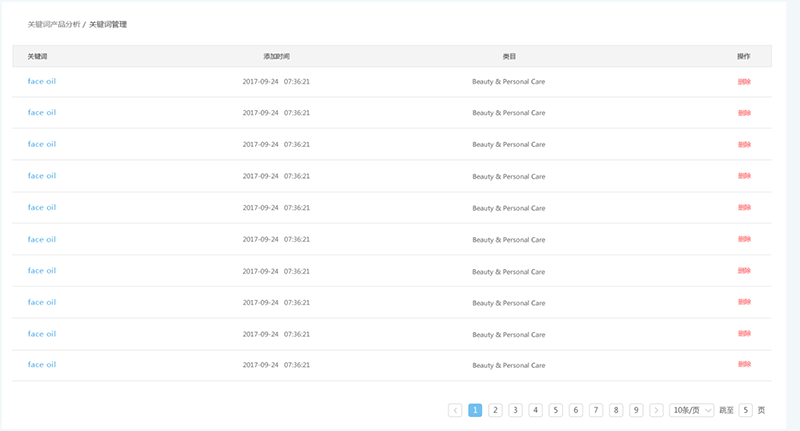 关键词产品分析 / 关键词管理
关键词 添加时间 类目 操作
face oil 2017-09-24 07:36:21 Beauty & Personal Care 删除
face oil 2017-09-24 07:36:21 Beauty & Personal Care 删除
face oil 2017-09-24 07:36:21 Beauty & Personal Care 删除
face oil 2017-09-24 07:36:21 Beauty & Personal Care 删除
face oil 2017-09-24 07:36:21 Beauty & Personal Care 删除
face oil 2017-09-24 07:36:21 Beauty & Personal Care 删除
face oil 2017-09-24 07:36:21 Beauty & Personal Care 删除
face oil 2017-09-24 07:36:21 Beauty & Personal Care 删除
face oil 2017-09-24 07:36:21 Beauty & Personal Care 删除
face oil 2017-09-24 07:36:21 Beauty & Personal Care 删除
1 2 3 4 5 6 7 8 9 10条/页 跳至 5 页